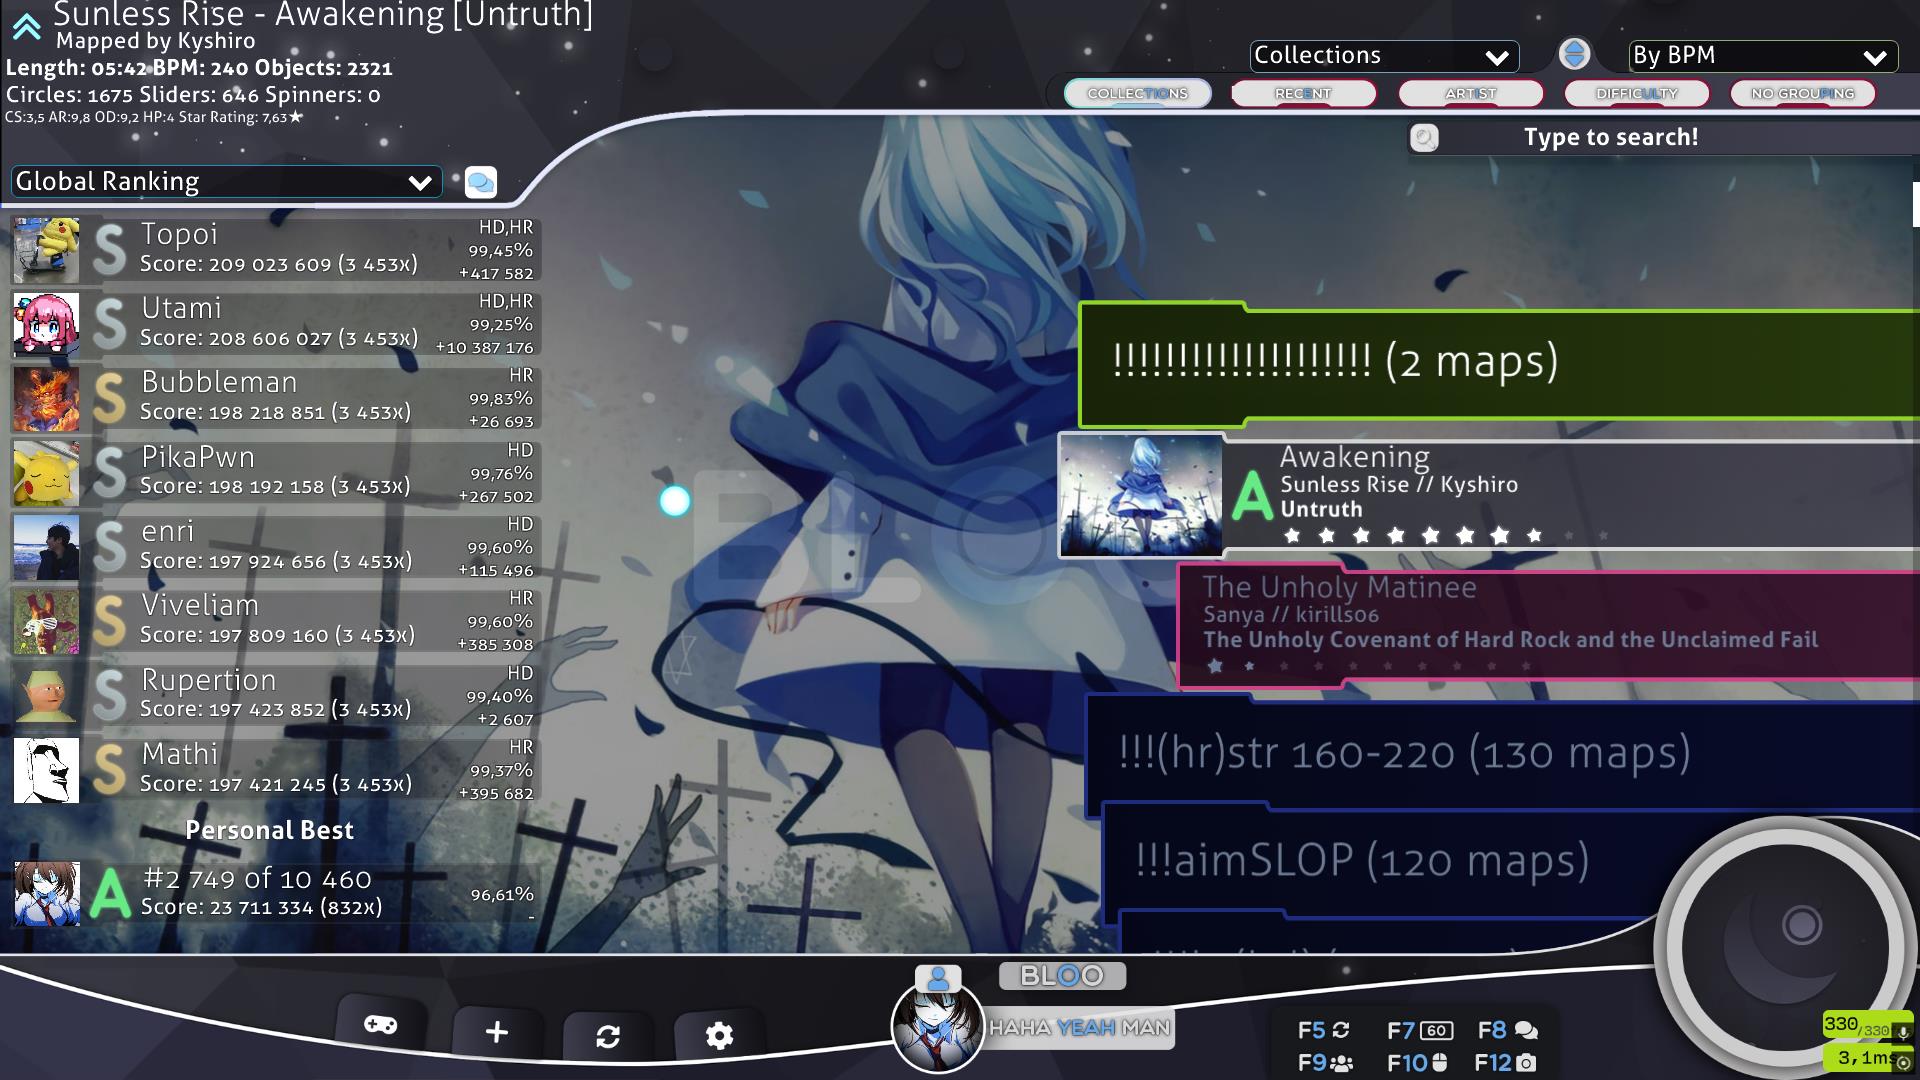 Sunless Rise - Awakening [Untruth]
Mapped by Kyshiro
Length: 05:42 BPM: 240 Objects: 2321
Circles: 1675 Sliders: 646 Spinners: 0
CS:3,5 AR:9,8 OD:9,2 HP:4 Star Rating: 7,63★
Collections
By BPM
COLLECTIONS
RECENT
ARTIST
DIFFICULTY
NO GROUPING
Type to search!
Global Ranking
S Topoi HD,HR
99,45%
Score: 209 023 609 (3 453x)
+417 582
S Utami HD,HR
99,25%
Score: 208 606 027 (3 453x)
+10 387 176
S Bubbleman HR
99,83%
Score: 198 218 851 (3 453x)
+26 693
S PikaPwn HD
99,76%
Score: 198 192 158 (3 453x)
+267 502
S enri HD
99,60%
Score: 197 924 656 (3 453x)
+115 496
S Viveliam HR
99,60%
Score: 197 809 160 (3 453x)
+385 308
S Rupertion HD
99,40%
Score: 197 423 852 (3 453x)
+2 607
S Mathi HR
99,37%
Score: 197 421 245 (3 453x)
+395 682
Personal Best
A #2 749 of 10 460
96,61%
Score: 23 711 334 (832x)
-
!!!!!!!!!!!!!!!!!!!! (2 maps)
A Awakening
Sunless Rise // Kyshiro
Untruth
The Unholy Matinee
Sanya // kirills06
The Unholy Covenant of Hard Rock and the Unclaimed Fail
!!!(hr)str 160-220 (130 maps)
!!!aimSLOP (120 maps)
BLOO
BLOO
HAHA YEAH MAN
F5 F7 60 F8
F9 F10 F12
330/330
3,1ms